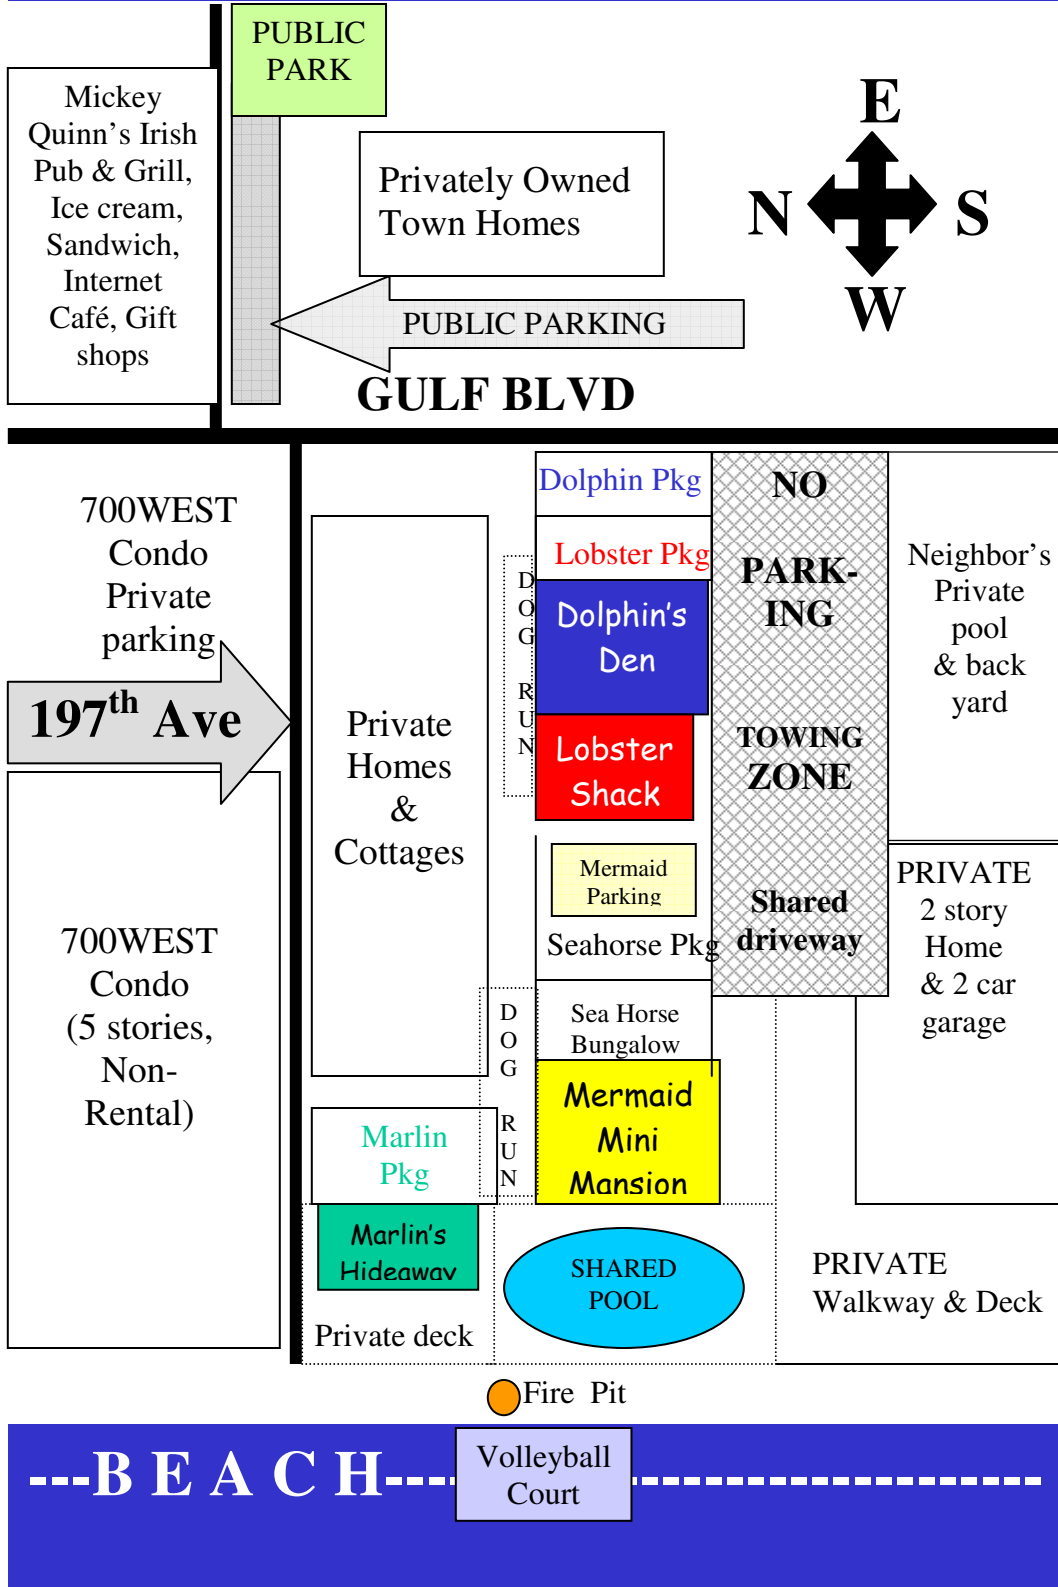 PUBLIC
PARK
Mickey
Quinn's Irish
Pub & Grill,
Ice cream,
Sandwich,
Internet
Café, Gift
shops
Privately Owned
Town Homes
E
N
S
W
PUBLIC PARKING
GULF BLVD
700WEST
Condo
Private
parking
197th Ave
700WEST
Condo
(5 stories,
Non-
Rental)
Private
Homes
&
Cottages
Dolphin Pkg
Lobster Pkg
D
O
G
R
U
N
Dolphin's
Den
Lobster
Shack
Mermaid
Parking
Seahorse Pkg
NO
PARK-
ING
TOWING
ZONE
Shared
driveway
Neighbor's
Private
pool
& back
yard
PRIVATE
2 story
Home
& 2 car
garage
D
O
G
R
U
N
Sea Horse
Bungalow
Mermaid
Mini
Mansion
Marlin
Pkg
Marlin's
Hideaway
Private deck
SHARED
POOL
PRIVATE
Walkway & Deck
Fire Pit
---BEACH---
Volleyball
Court